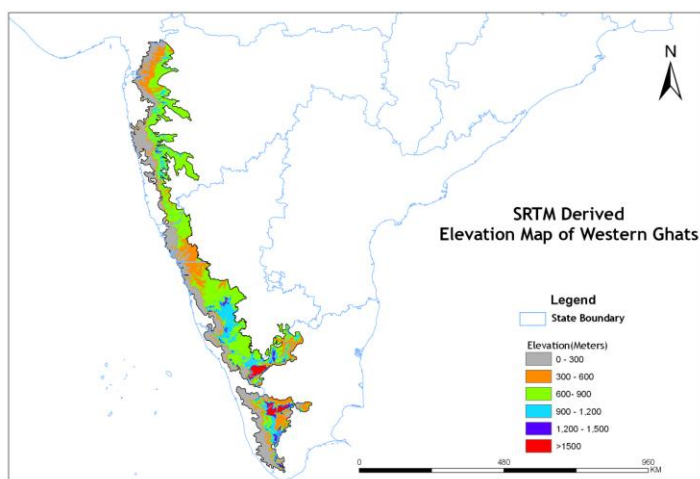 N
SRTM Derived
Elevation Map of Western Ghats
Legend
State Boundary
Elevation(Meters)
0 - 300
300 - 600
600- 900
900 - 1,200
1,200 - 1,500
>1500
0 480 960
KM